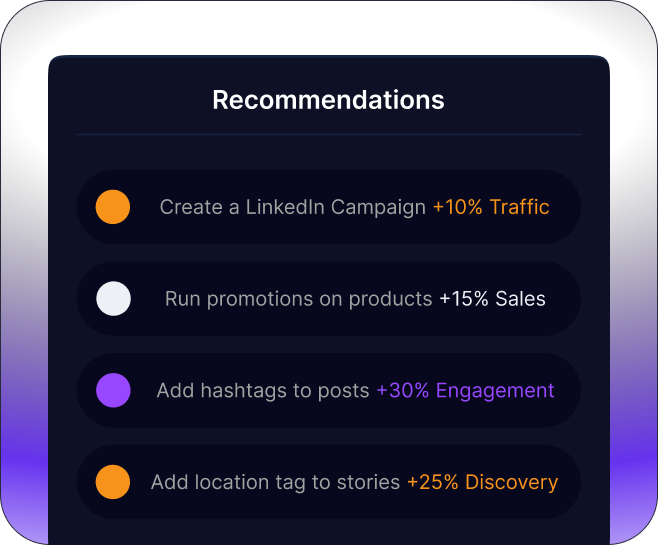 Recommendations
Create a LinkedIn Campaign +10% Traffic
Run promotions on products +15% Sales
Add hashtags to posts +30% Engagement
Add location tag to stories +25% Discovery